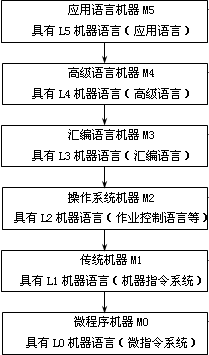 应用语言机器 M5
具有 L5 机器语言（应用语言）
高级语言机器 M4
具有 L4 机器语言（高级语言）
汇编语言机器 M3
具有 L3 机器语言（汇编语言）
操作系统机器 M2
具有 L2 机器语言（作业控制语言等）
传统机器 M1
具有 L1 机器语言（机器指令系统）
微程序机器 M0
具有 L0 机器语言（微指令系统）